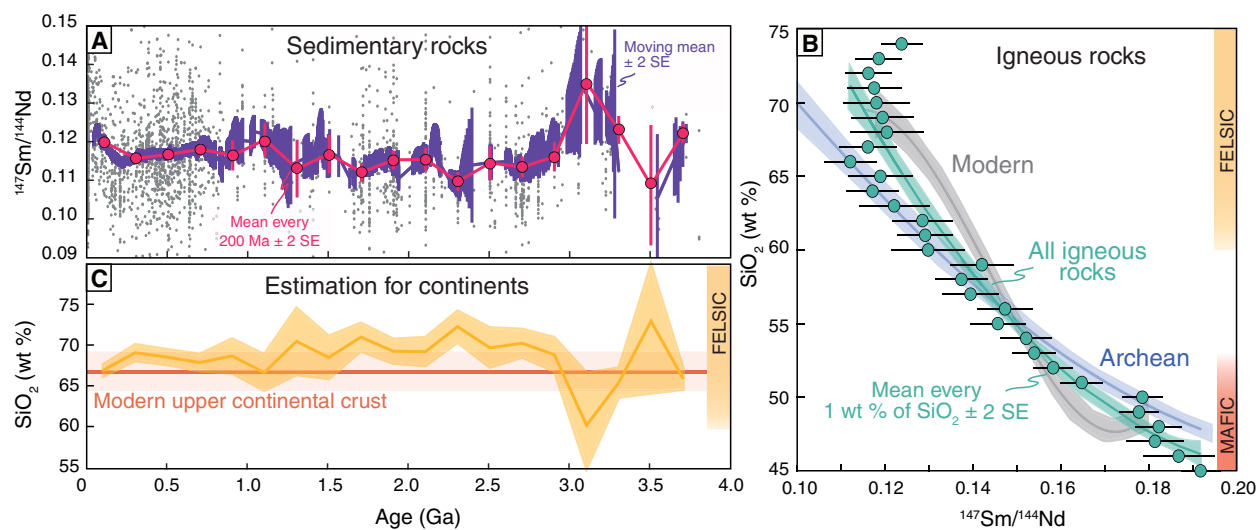 A
Sedimentary rocks
Moving mean
± 2 SE
Mean every
200 Ma ± 2 SE
147Sm/144Nd
0.15
0.14
0.13
0.12
0.11
0.10
0.09
C
Estimation for continents
FELSIC
Modern upper continental crust
SiO2 (wt %)
75
70
65
60
55
0
0.5
1.0
1.5
2.0
2.5
3.0
3.5
4.0
Age (Ga)
B
Igneous rocks
FELSIC
Modern
All igneous
rocks
Archean
Mean every
1 wt % of SiO2 ± 2 SE
MAFIC
SiO2 (wt %)
75
70
65
60
55
50
45
0.10
0.12
0.14
0.16
0.18
0.20
147Sm/144Nd